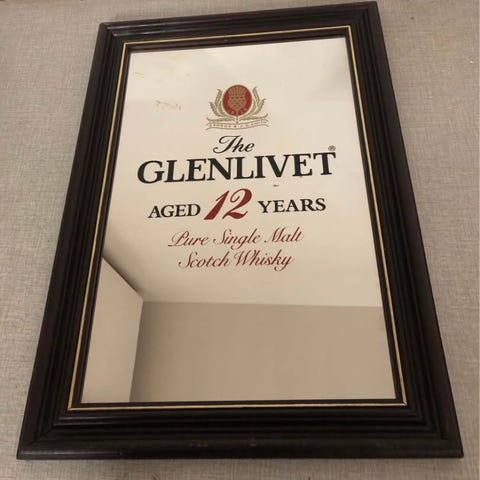 The
GLENLIVET®
AGED 12 YEARS
Pure Single Malt
Scotch Whisky